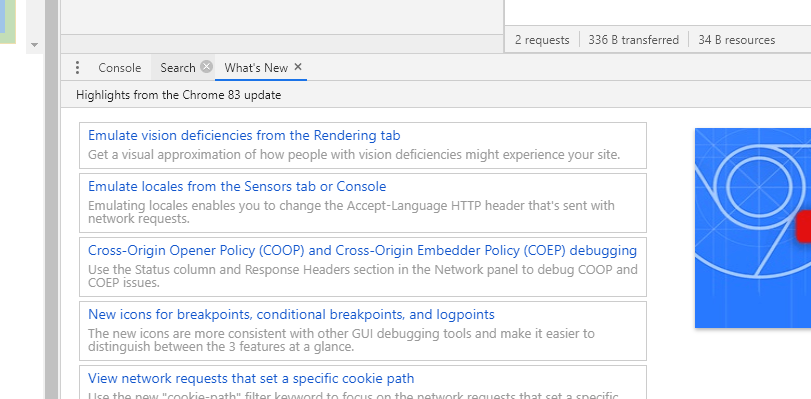 2 requests 336 B transferred 34 B resources
Console Search What's New
Highlights from the Chrome 83 update
Emulate vision deficiencies from the Rendering tab
Get a visual approximation of how people with vision deficiencies might experience your site.
Emulate locales from the Sensors tab or Console
Emulating locales enables you to change the Accept-Language HTTP header that's sent with
network requests.
Cross-Origin Opener Policy (COOP) and Cross-Origin Embedder Policy (COEP) debugging
Use the Status column and Response Headers section in the Network panel to debug COOP and
COEP issues.
New icons for breakpoints, conditional breakpoints, and logpoints
The new icons are more consistent with other GUI debugging tools and make it easier to
distinguish between the 3 features at a glance.
View network requests that set a specific cookie path
Use the new "cookie-path" filter keyword to focus on the network requests that set a specific